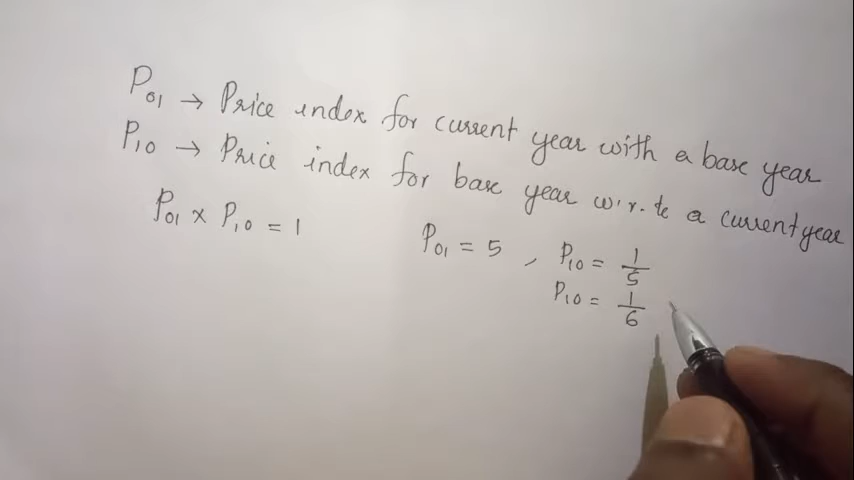 P₀₁ → Price index for current year with a base year
P₁₀ → Price index for base year w.r.to a current year
P₀₁ × P₁₀ = 1
P₀₁ = 5 , P₁₀ = 1/5
P₁₀ = 1/6